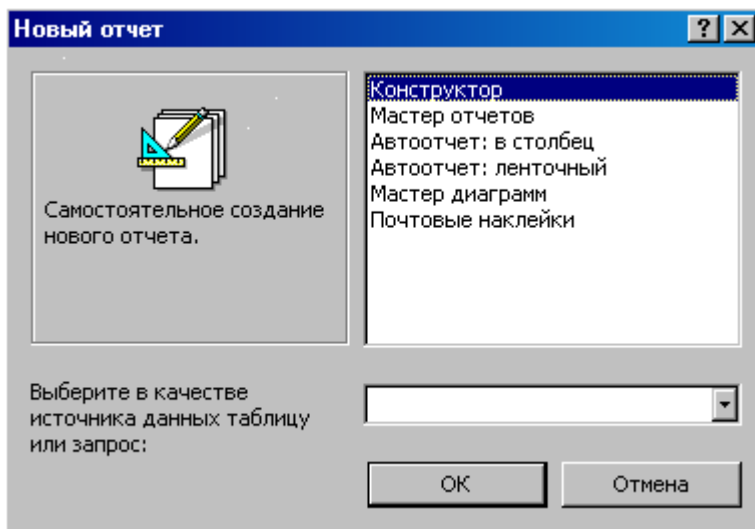 Новый отчет
Самостоятельное создание
нового отчета.
Конструктор
Мастер отчетов
Автоотчет: в столбец
Автоотчет: ленточный
Мастер диаграмм
Почтовые наклейки
Выберите в качестве
источника данных таблицу
или запрос:
ОК
Отмена